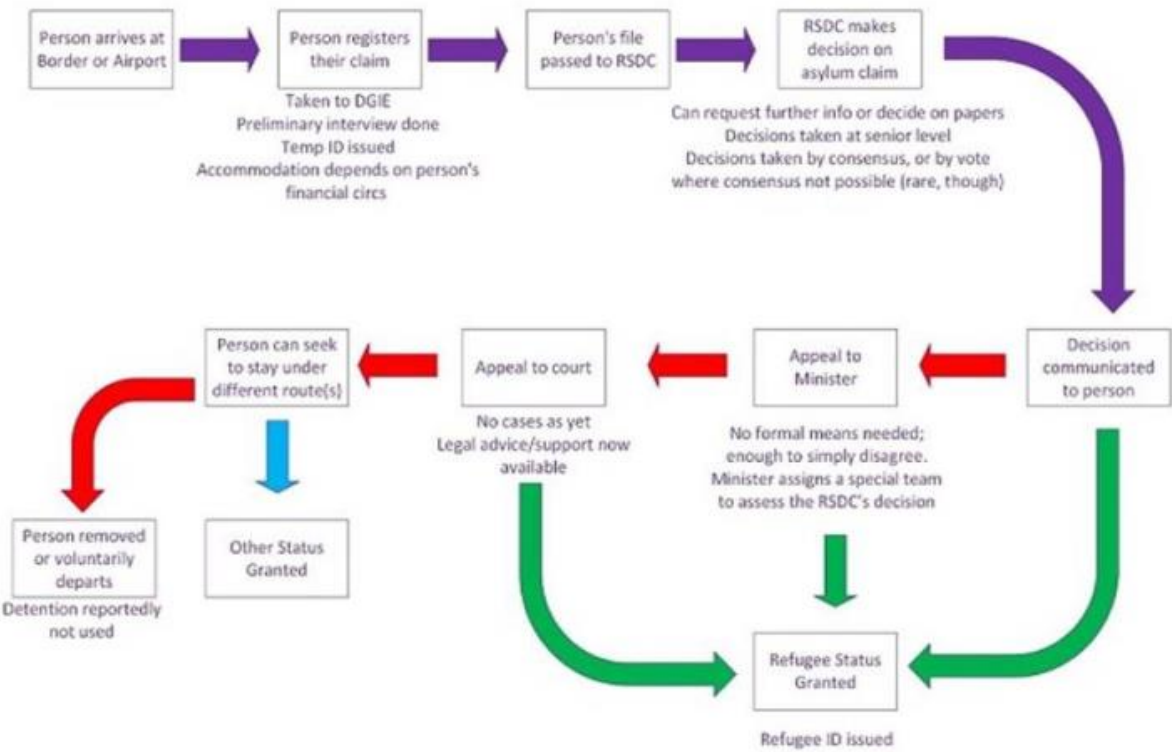 Person arrives at
Border or Airport
Person registers
their claim
Taken to DGIE
Preliminary interview done
Temp ID issued
Accommodation depends on person's
financial circs
Person's file
passed to RSDC
RSDC makes
decision on
asylum claim
Can request further info or decide on papers
Decisions taken at senior level
Decisions taken by consensus, or by vote
where consensus not possible (rare, though)
Decision
communicated
to person
Appeal to
Minister
No formal means needed;
enough to simply disagree.
Minister assigns a special team
to assess the RSDC's decision
Appeal to court
No cases as yet
Legal advice/support now
available
Person can seek
to stay under
different route(s)
Person removed
or voluntarily
departs
Detention reportedly
not used
Other Status
Granted
Refugee Status
Granted
Refugee ID issued